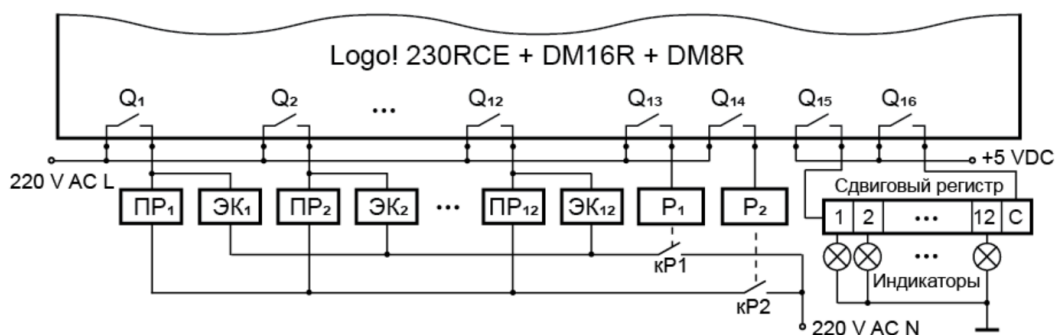 Logo! 230RCE + DM16R + DM8R
Q₁ Q₂ ... Q₁₂ Q₁₃ Q₁₄ Q₁₅ Q₁₆
220 V AC L
+5 VDC
Сдвиговый регистр
ПР₁ ЭК₁ ПР₂ ЭК₂ ... ПР₁₂ ЭК₁₂ Р₁ Р₂
1 2 ... 12 С
кР1
...
Индикаторы
кР2
220 V AC N